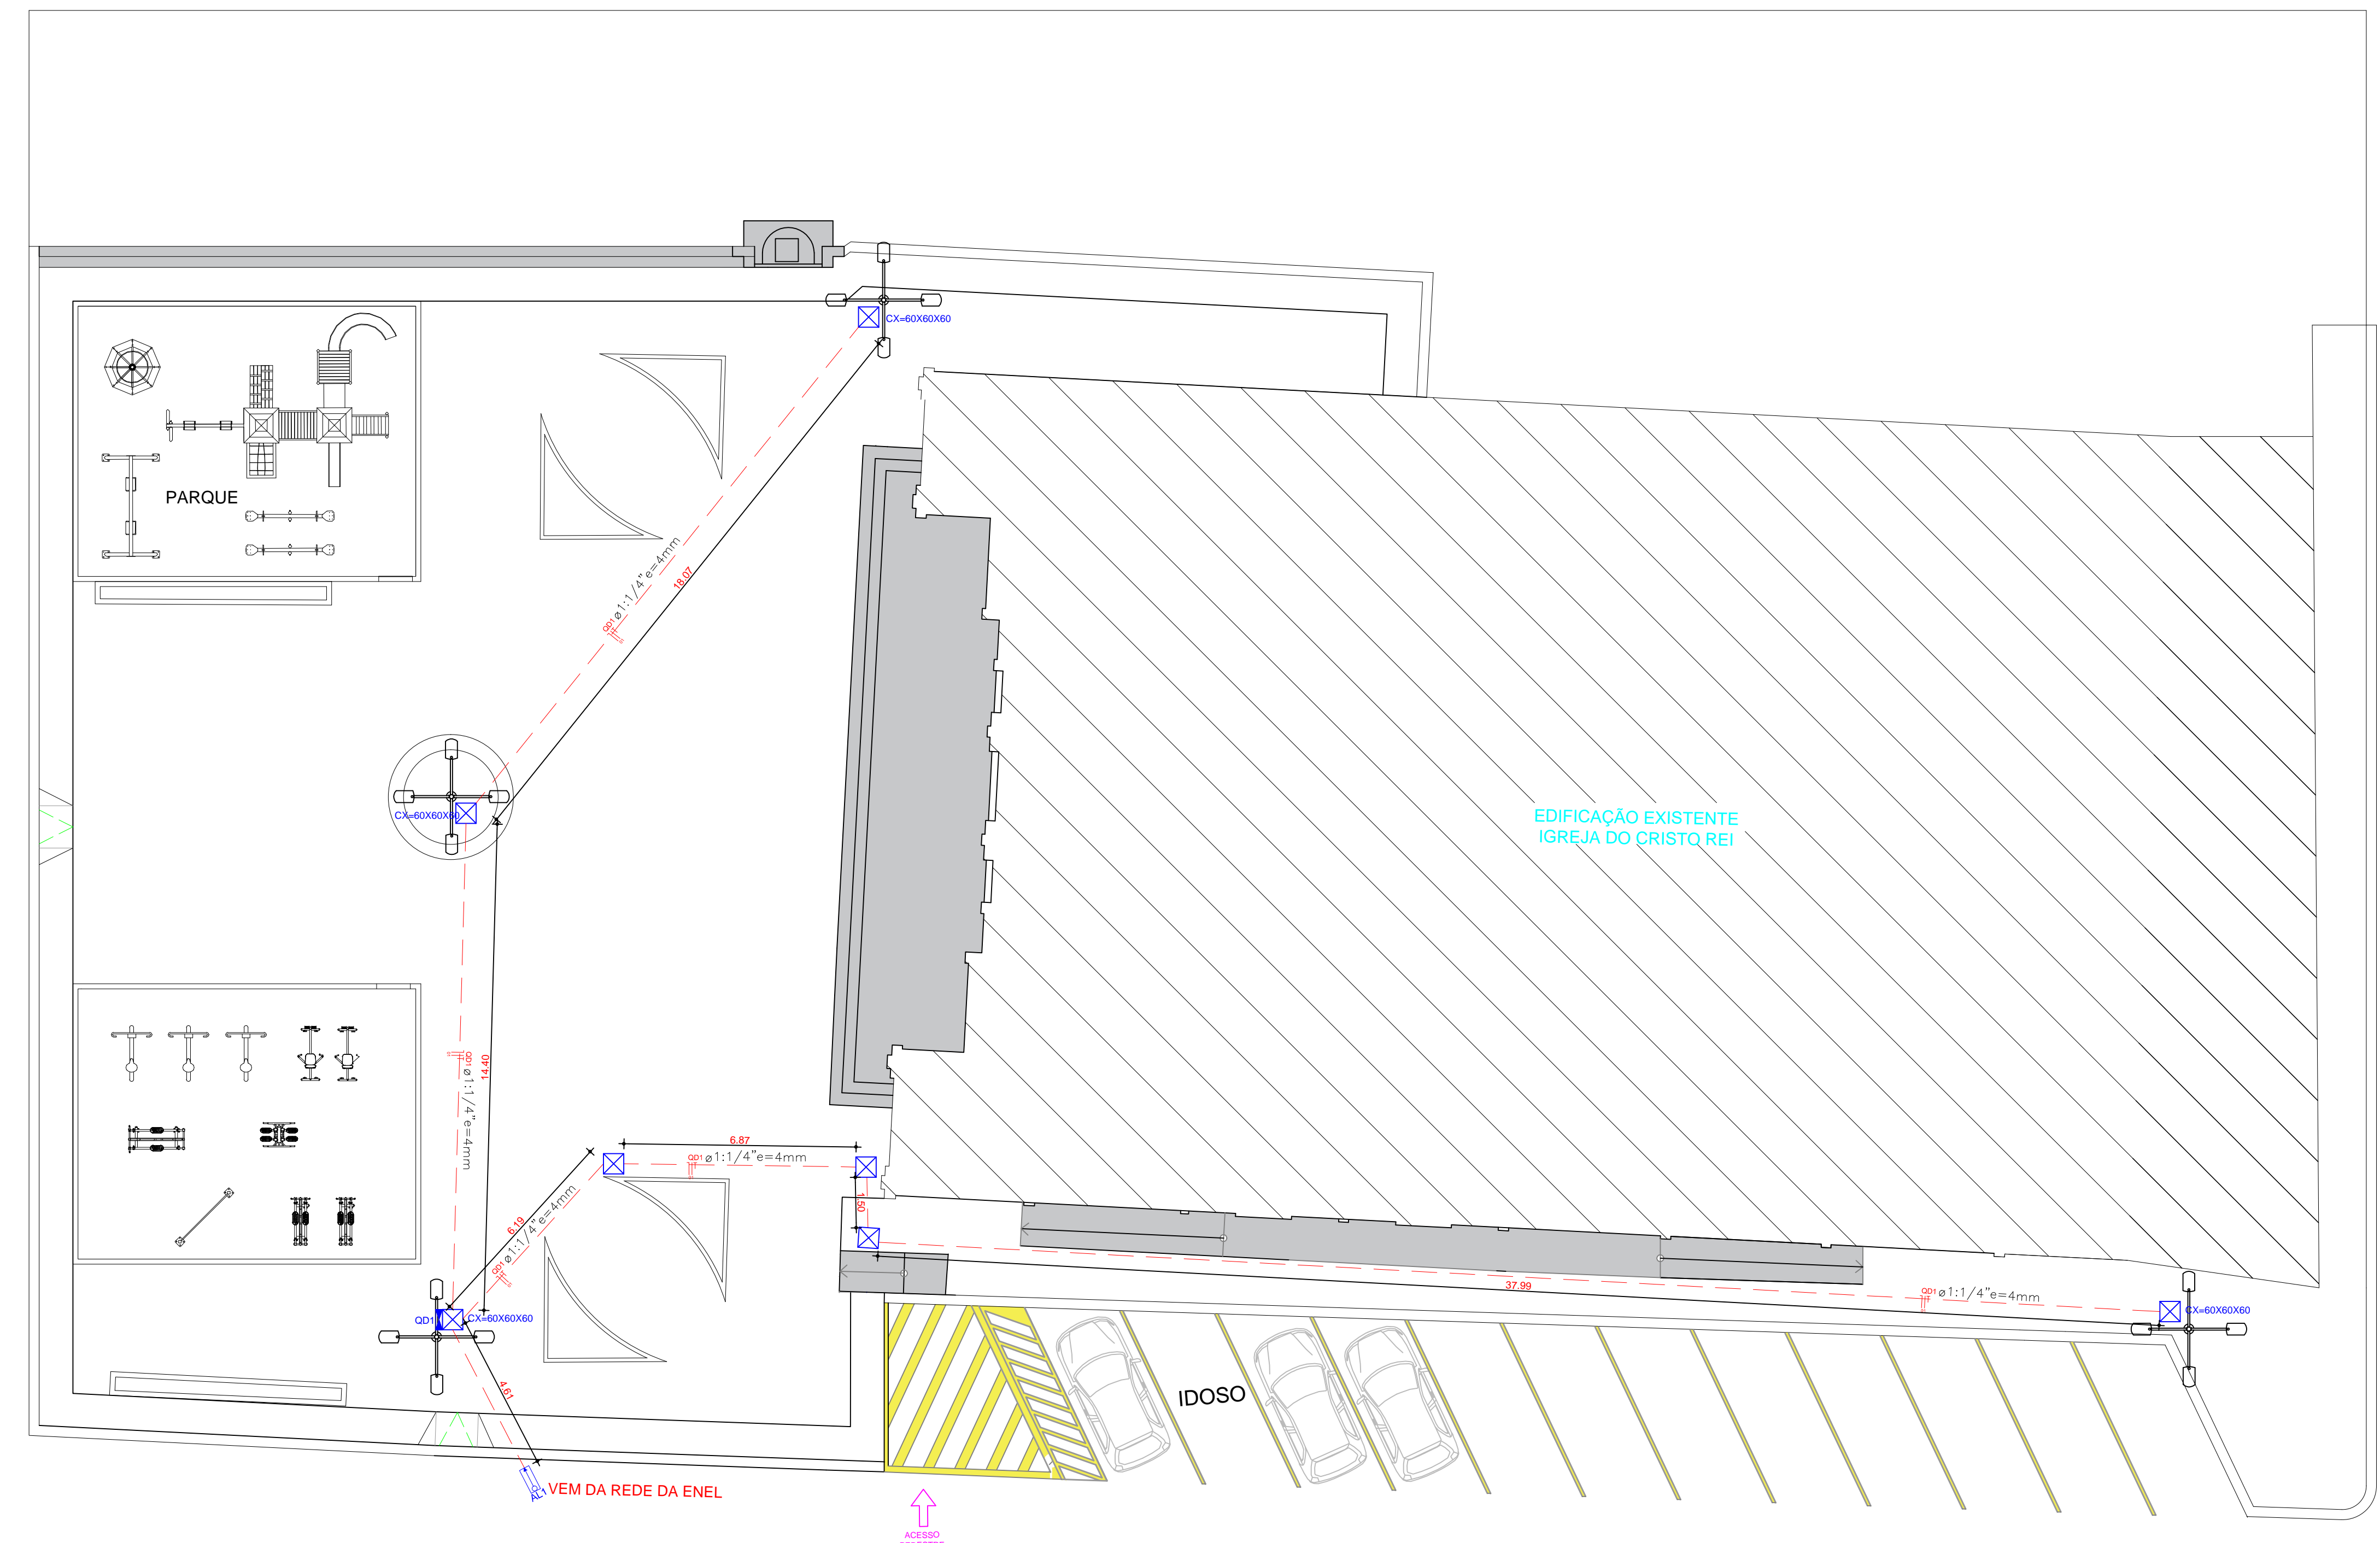 CX=60X60X60
PARQUE
QD1
ø1:1/4"e=4mm
18.07
CX=60X60X60
EDIFICAÇÃO EXISTENTE
IGREJA DO CRISTO REI
QD1
ø1:1/4"e=4mm
14.40
6.87
QD1
ø1:1/4"e=4mm
6.19
QD1
ø1:1/4"e=4mm
1.50
37.99
QD1
ø1:1/4"e=4mm
CX=60X60X60
QD1
CX=60X60X60
4.61
IDOSO
AL1
VEM DA REDE DA ENEL
ACESSO